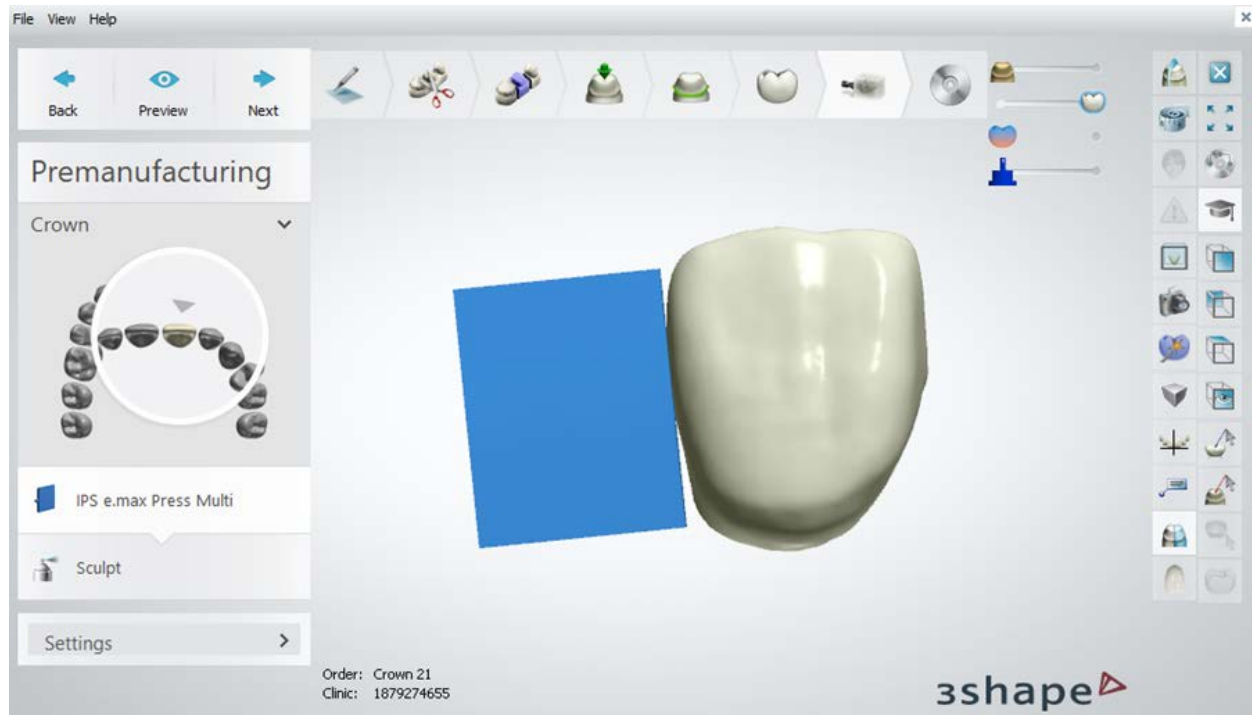 File View Help
Back Preview Next
Premanufacturing
Crown
IPS e.max Press Multi
Sculpt
Settings
Order: Crown 21
Clinic: 1879274655
3shape